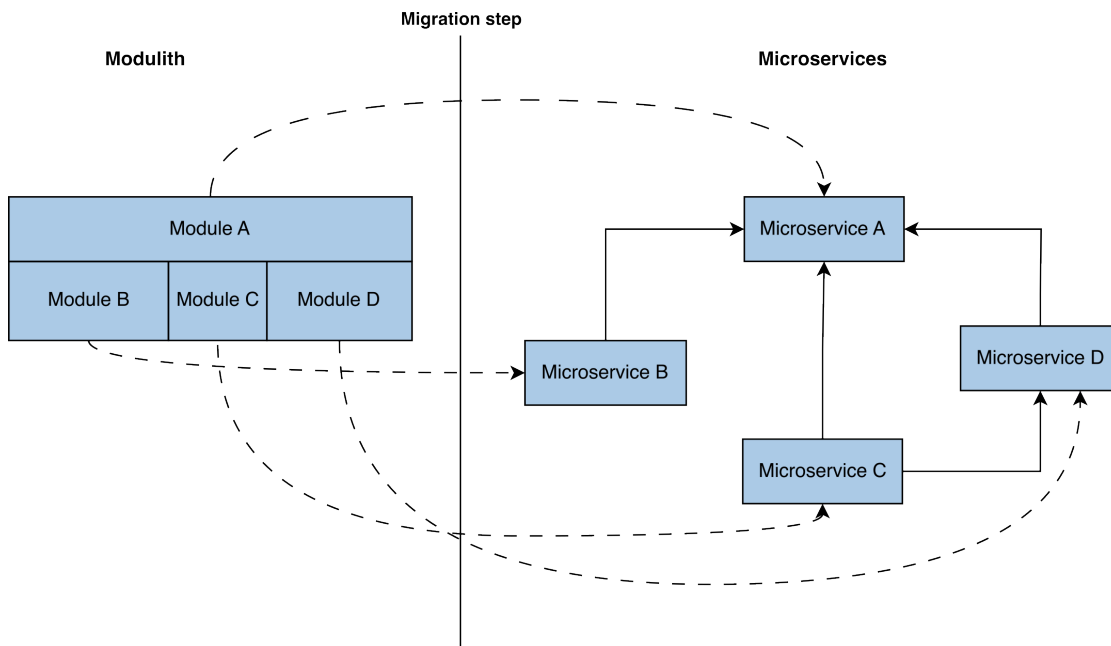 Migration step
Modulith
Microservices
Module A
Microservice A
Module B
Module C
Module D
Microservice B
Microservice D
Microservice C